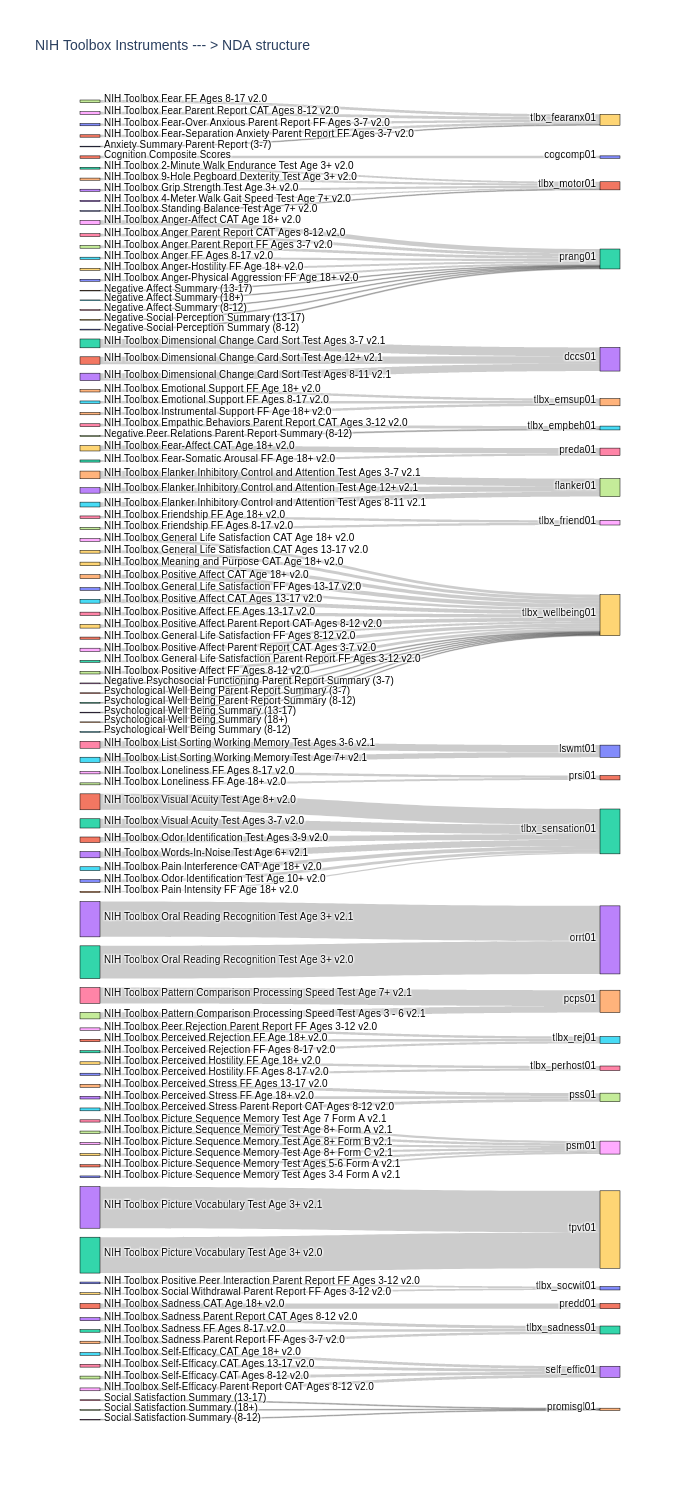 NIH Toolbox Instruments --- > NDA structure
NIH Toolbox Fear FF Ages 8-17 v2.0
NIH Toolbox Fear Parent Report CAT Ages 8-12 v2.0
NIH Toolbox Fear-Over Anxious Parent Report FF Ages 3-7 v2.0
tlbx_fearanx01
NIH Toolbox Fear-Separation Anxiety Parent Report FF Ages 3-7 v2.0
Anxiety Summary Parent Report (3-7)
Cognition Composite Scores
cogcomp01
NIH Toolbox 2-Minute Walk Endurance Test Age 3+ v2.0
NIH Toolbox 9-Hole Pegboard Dexterity Test Age 3+ v2.0
NIH Toolbox Grip Strength Test Age 3+ v2.0
tlbx_motor01
NIH Toolbox 4-Meter Walk Gait Speed Test Age 7+ v2.0
NIH Toolbox Standing Balance Test Age 7+ v2.0
NIH Toolbox Anger-Affect CAT Age 18+ v2.0
NIH Toolbox Anger Parent Report CAT Ages 8-12 v2.0
NIH Toolbox Anger Parent Report FF Ages 3-7 v2.0
NIH Toolbox Anger FF Ages 8-17 v2.0
prang01
NIH Toolbox Anger-Hostility FF Age 18+ v2.0
NIH Toolbox Anger-Physical Aggression FF Age 18+ v2.0
Negative Affect Summary (13-17)
Negative Affect Summary (18+)
Negative Affect Summary (8-12)
Negative Social Perception Summary (13-17)
Negative Social Perception Summary (8-12)
NIH Toolbox Dimensional Change Card Sort Test Ages 3-7 v2.1
NIH Toolbox Dimensional Change Card Sort Test Age 12+ v2.1
dccs01
NIH Toolbox Dimensional Change Card Sort Test Ages 8-11 v2.1
NIH Toolbox Emotional Support FF Age 18+ v2.0
NIH Toolbox Emotional Support FF Ages 8-17 v2.0
tlbx_emsup01
NIH Toolbox Instrumental Support FF Age 18+ v2.0
NIH Toolbox Empathic Behaviors Parent Report CAT Ages 3-12 v2.0
tlbx_empbeh01
Negative Peer Relations Parent Report Summary (8-12)
NIH Toolbox Fear-Affect CAT Age 18+ v2.0
preda01
NIH Toolbox Fear-Somatic Arousal FF Age 18+ v2.0
NIH Toolbox Flanker Inhibitory Control and Attention Test Ages 3-7 v2.1
NIH Toolbox Flanker Inhibitory Control and Attention Test Age 12+ v2.1
flanker01
NIH Toolbox Flanker Inhibitory Control and Attention Test Ages 8-11 v2.1
NIH Toolbox Friendship FF Age 18+ v2.0
tlbx_friend01
NIH Toolbox Friendship FF Ages 8-17 v2.0
NIH Toolbox General Life Satisfaction CAT Age 18+ v2.0
NIH Toolbox General Life Satisfaction CAT Ages 13-17 v2.0
NIH Toolbox Meaning and Purpose CAT Age 18+ v2.0
NIH Toolbox Positive Affect CAT Age 18+ v2.0
NIH Toolbox General Life Satisfaction FF Ages 13-17 v2.0
NIH Toolbox Positive Affect CAT Ages 13-17 v2.0
NIH Toolbox Positive Affect FF Ages 13-17 v2.0
tlbx_wellbeing01
NIH Toolbox Positive Affect Parent Report CAT Ages 8-12 v2.0
NIH Toolbox General Life Satisfaction FF Ages 8-12 v2.0
NIH Toolbox Positive Affect Parent Report CAT Ages 3-7 v2.0
NIH Toolbox General Life Satisfaction Parent Report FF Ages 3-12 v2.0
NIH Toolbox Positive Affect FF Ages 8-12 v2.0
Negative Psychosocial Functioning Parent Report Summary (3-7)
Psychological Well Being Parent Report Summary (3-7)
Psychological Well Being Parent Report Summary (8-12)
Psychological Well Being Summary (13-17)
Psychological Well Being Summary (18+)
Psychological Well Being Summary (8-12)
NIH Toolbox List Sorting Working Memory Test Ages 3-6 v2.1
lswmt01
NIH Toolbox List Sorting Working Memory Test Age 7+ v2.1
NIH Toolbox Loneliness FF Ages 8-17 v2.0
prsi01
NIH Toolbox Loneliness FF Age 18+ v2.0
NIH Toolbox Visual Acuity Test Age 8+ v2.0
NIH Toolbox Visual Acuity Test Ages 3-7 v2.0
tlbx_sensation01
NIH Toolbox Odor Identification Test Ages 3-9 v2.0
NIH Toolbox Words-In-Noise Test Age 6+ v2.1
NIH Toolbox Pain Interference CAT Age 18+ v2.0
NIH Toolbox Odor Identification Test Age 10+ v2.0
NIH Toolbox Pain Intensity FF Age 18+ v2.0
NIH Toolbox Oral Reading Recognition Test Age 3+ v2.1
orrt01
NIH Toolbox Oral Reading Recognition Test Age 3+ v2.0
NIH Toolbox Pattern Comparison Processing Speed Test Age 7+ v2.1
pcps01
NIH Toolbox Pattern Comparison Processing Speed Test Ages 3 - 6 v2.1
NIH Toolbox Peer Rejection Parent Report FF Ages 3-12 v2.0
NIH Toolbox Perceived Rejection FF Age 18+ v2.0
tlbx_rej01
NIH Toolbox Perceived Rejection FF Ages 8-17 v2.0
NIH Toolbox Perceived Hostility FF Age 18+ v2.0
tlbx_perhost01
NIH Toolbox Perceived Hostility FF Ages 8-17 v2.0
NIH Toolbox Perceived Stress FF Ages 13-17 v2.0
NIH Toolbox Perceived Stress FF Age 18+ v2.0
pss01
NIH Toolbox Perceived Stress Parent Report CAT Ages 8-12 v2.0
NIH Toolbox Picture Sequence Memory Test Age 7 Form A v2.1
NIH Toolbox Picture Sequence Memory Test Age 8+ Form A v2.1
NIH Toolbox Picture Sequence Memory Test Age 8+ Form B v2.1
psm01
NIH Toolbox Picture Sequence Memory Test Age 8+ Form C v2.1
NIH Toolbox Picture Sequence Memory Test Ages 5-6 Form A v2.1
NIH Toolbox Picture Sequence Memory Test Ages 3-4 Form A v2.1
NIH Toolbox Picture Vocabulary Test Age 3+ v2.1
tpvt01
NIH Toolbox Picture Vocabulary Test Age 3+ v2.0
NIH Toolbox Positive Peer Interaction Parent Report FF Ages 3-12 v2.0
tlbx_socwit01
NIH Toolbox Social Withdrawal Parent Report FF Ages 3-12 v2.0
NIH Toolbox Sadness CAT Age 18+ v2.0
predd01
NIH Toolbox Sadness Parent Report CAT Ages 8-12 v2.0
NIH Toolbox Sadness FF Ages 8-17 v2.0
tlbx_sadness01
NIH Toolbox Sadness Parent Report FF Ages 3-7 v2.0
NIH Toolbox Self-Efficacy CAT Age 18+ v2.0
NIH Toolbox Self-Efficacy CAT Ages 13-17 v2.0
self_effic01
NIH Toolbox Self-Efficacy CAT Ages 8-12 v2.0
NIH Toolbox Self-Efficacy Parent Report CAT Ages 8-12 v2.0
Social Satisfaction Summary (13-17)
Social Satisfaction Summary (18+)
promisgl01
Social Satisfaction Summary (8-12)